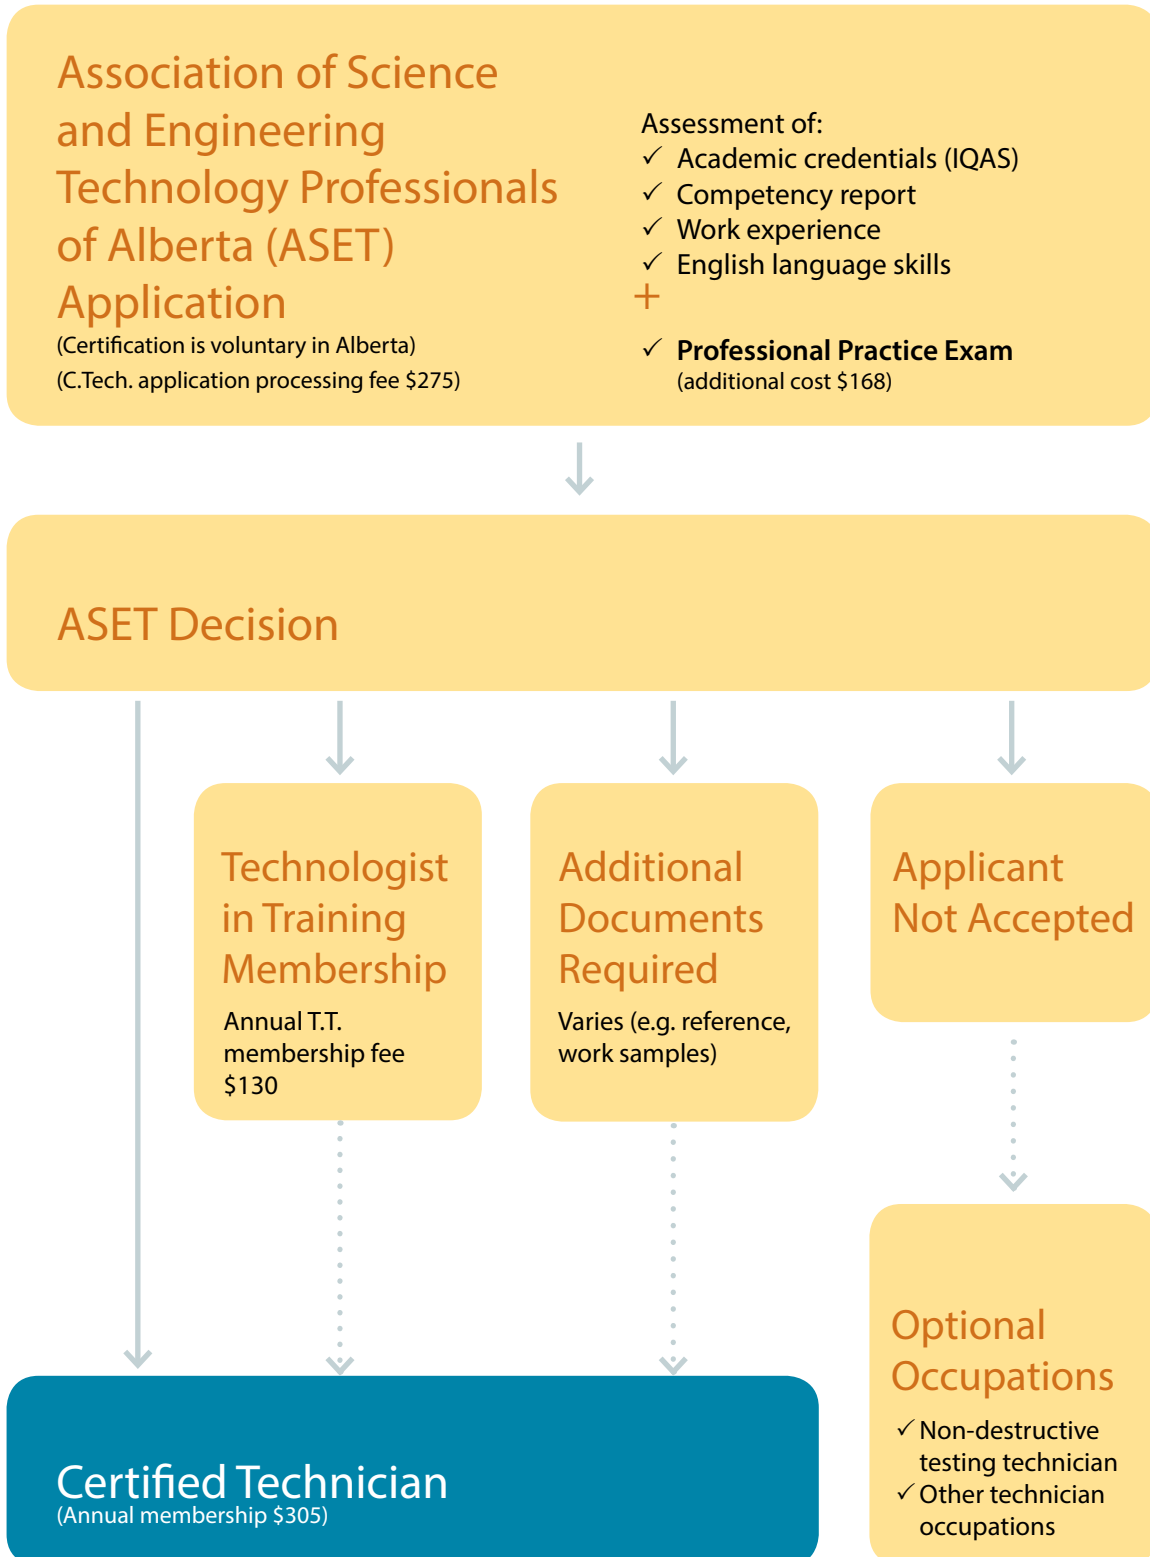 Association of Science
and Engineering
Technology Professionals
of Alberta (ASET)
Application
(Certification is voluntary in Alberta)
(C.Tech. application processing fee $275)
Assessment of:
✓ Academic credentials (IQAS)
✓ Competency report
✓ Work experience
✓ English language skills
+
✓ Professional Practice Exam
(additional cost $168)
ASET Decision
Technologist
in Training
Membership
Annual T.T.
membership fee
$130
Additional
Documents
Required
Varies (e.g. reference,
work samples)
Applicant
Not Accepted
Optional
Occupations
✓ Non-destructive
testing technician
✓ Other technician
occupations
Certified Technician
(Annual membership $305)